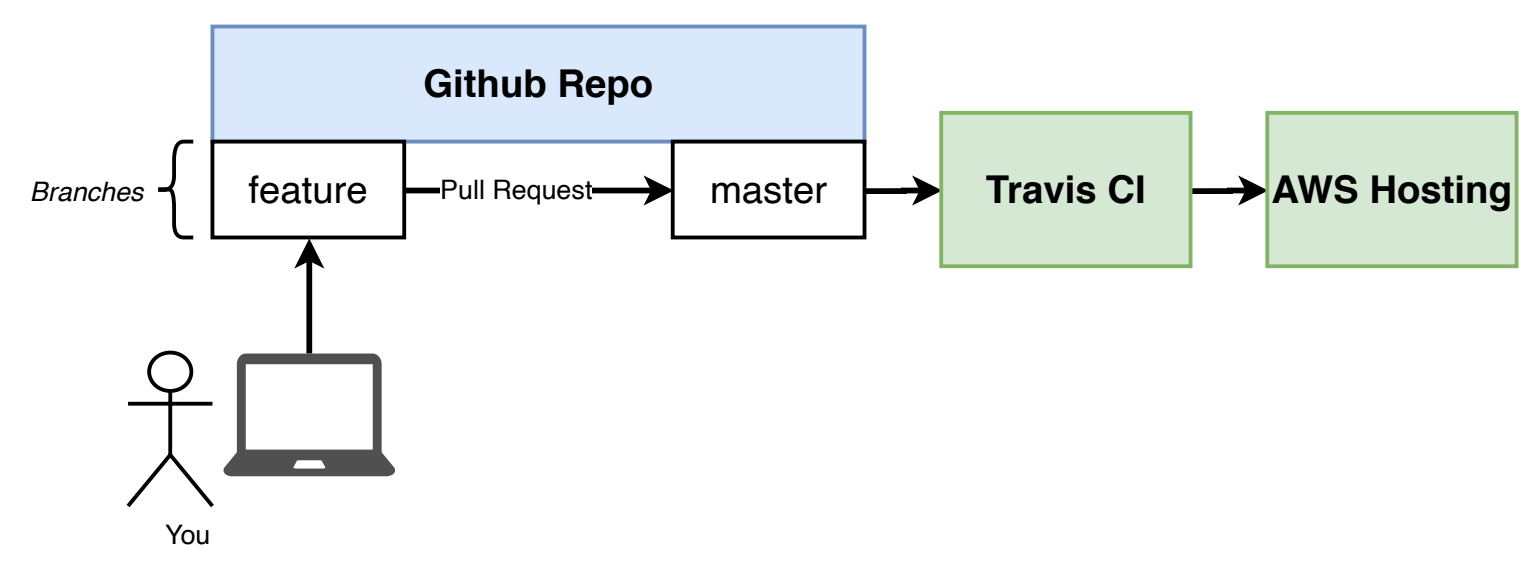 Github Repo
Branches
feature
Pull Request
master
Travis CI
AWS Hosting
You